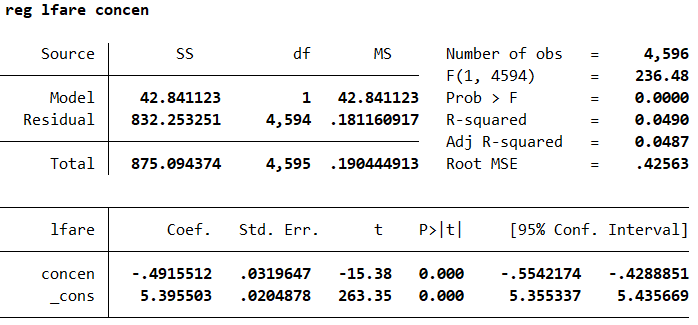 reg lfare concen
Source SS df MS Number of obs = 4,596
F(1, 4594) = 236.48
Model 42.841123 1 42.841123 Prob > F = 0.0000
Residual 832.253251 4,594 .181160917 R-squared = 0.0490
Adj R-squared = 0.0487
Total 875.094374 4,595 .190444913 Root MSE = .42563
lfare Coef. Std. Err. t P>|t| [95% Conf. Interval]
concen -.4915512 .0319647 -15.38 0.000 -.5542174 -.4288851
_cons 5.395503 .0204878 263.35 0.000 5.355337 5.435669